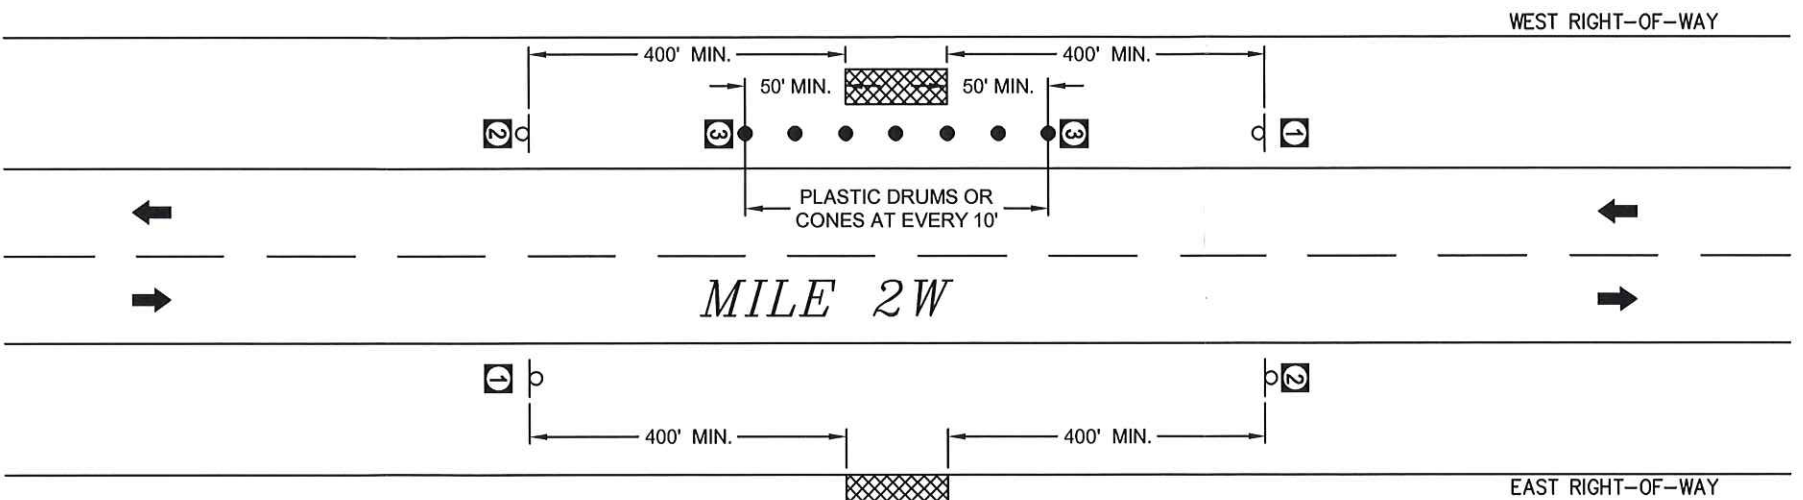 WEST RIGHT-OF-WAY
400' MIN.
400' MIN.
50' MIN.
50' MIN.
2
3
3
1
PLASTIC DRUMS OR
CONES AT EVERY 10'
MILE 2W
1
2
400' MIN.
400' MIN.
EAST RIGHT-OF-WAY